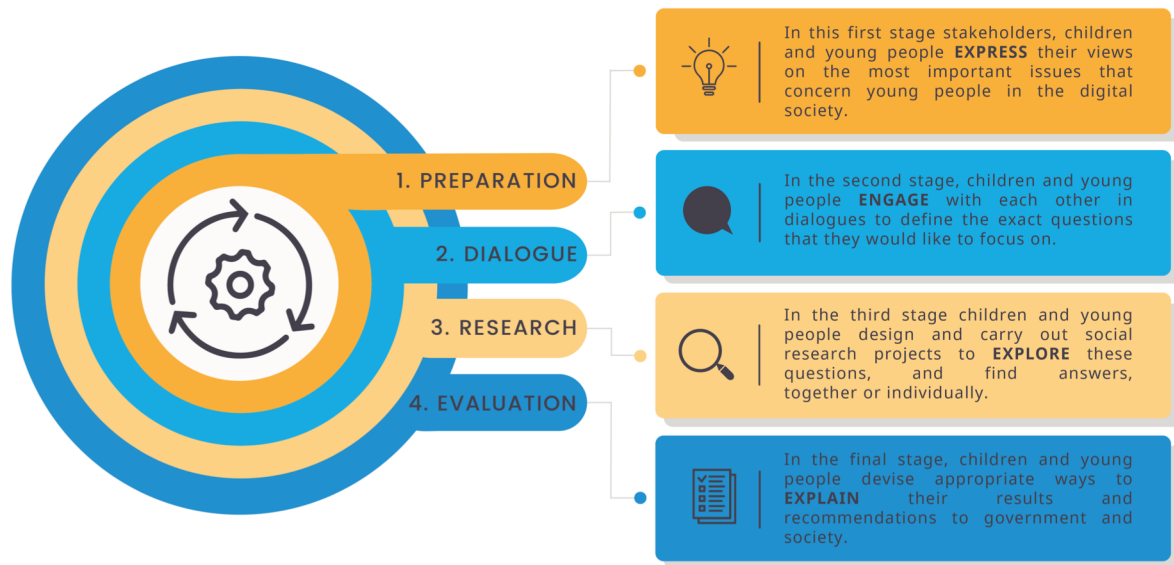 1. PREPARATION
In this first stage stakeholders, children
and young people EXPRESS their views
on the most important issues that
concern young people in the digital
society.
2. DIALOGUE
In the second stage, children and young
people ENGAGE with each other in
dialogues to define the exact questions
that they would like to focus on.
3. RESEARCH
In the third stage children and young
people design and carry out social
research projects to EXPLORE these
questions, and find answers,
together or individually.
4. EVALUATION
In the final stage, children and young
people devise appropriate ways to
EXPLAIN their results and
recommendations to government and
society.